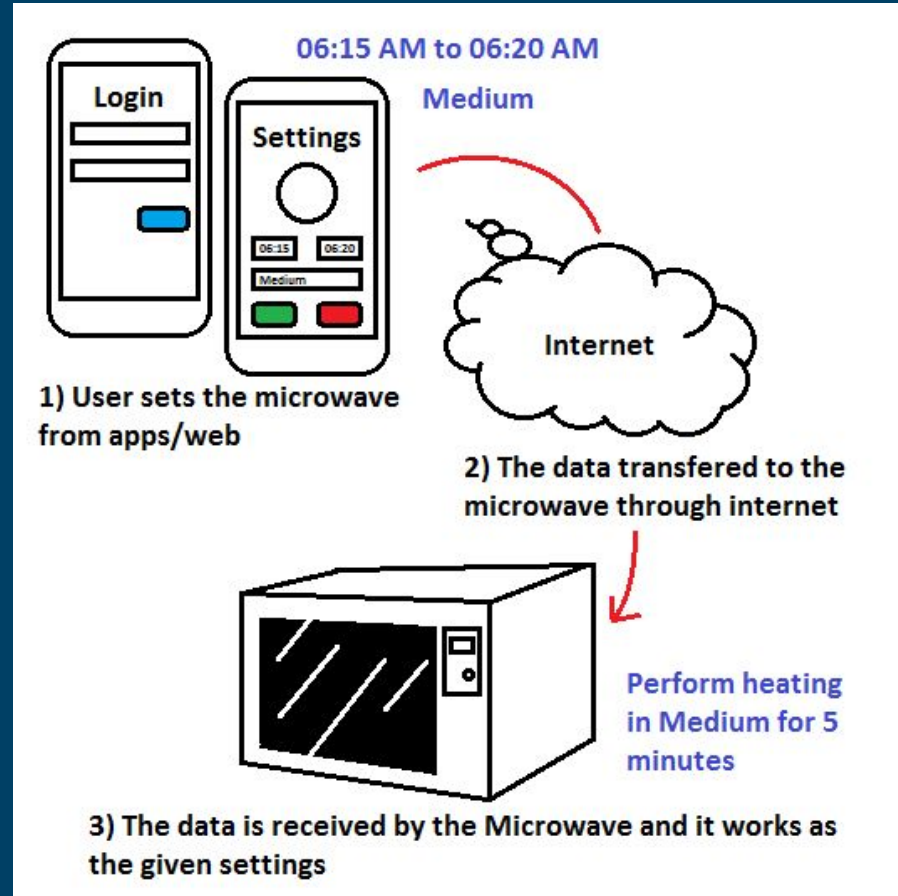 06:15 AM to 06:20 AM
Medium
Login
Settings
06:15
06:20
Medium
Internet
1) User sets the microwave
from apps/web
2) The data transfered to the
microwave through internet
Perform heating
in Medium for 5
minutes
3) The data is received by the Microwave and it works as
the given settings